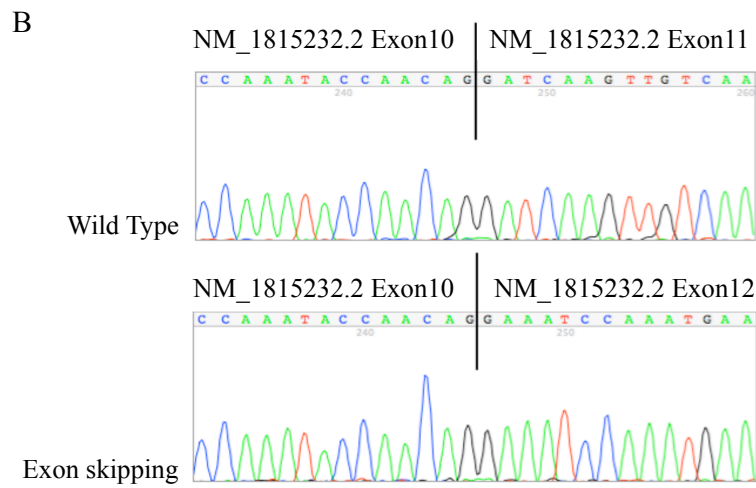 B
NM_1815232.2 Exon10 NM_1815232.2 Exon11
C C A A A T A C C A A C A G G A T C A A G T T G T C A A
240 250 260
Wild Type
NM_1815232.2 Exon10 NM_1815232.2 Exon12
C C A A A T A C C A A C A G G A A A T C C A A A T G A A
240 250
Exon skipping